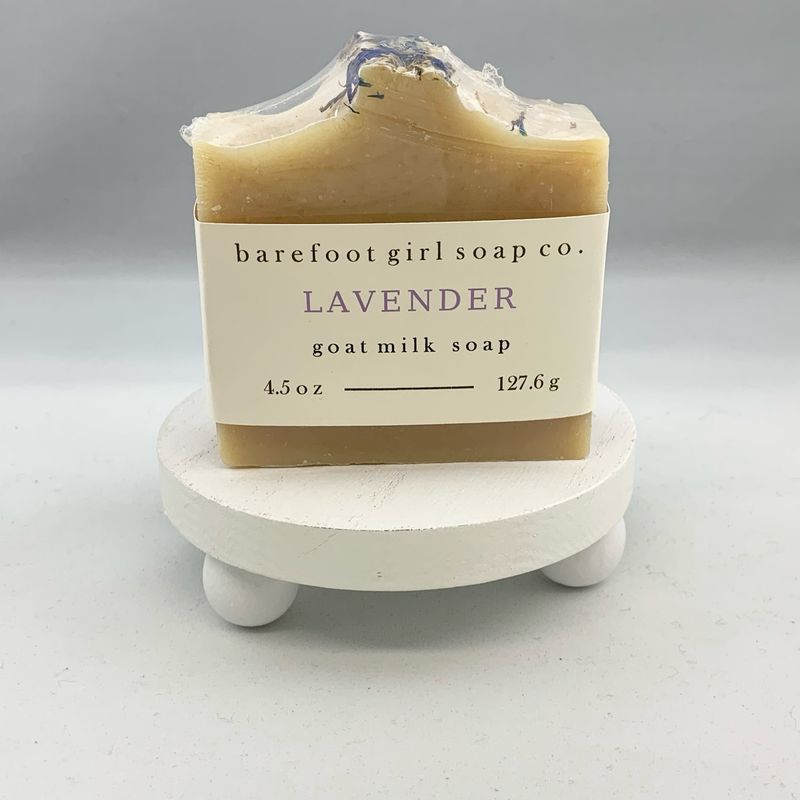 barefoot girl soap co.
LAVENDER
goat milk soap
4.5 oz 127.6 g